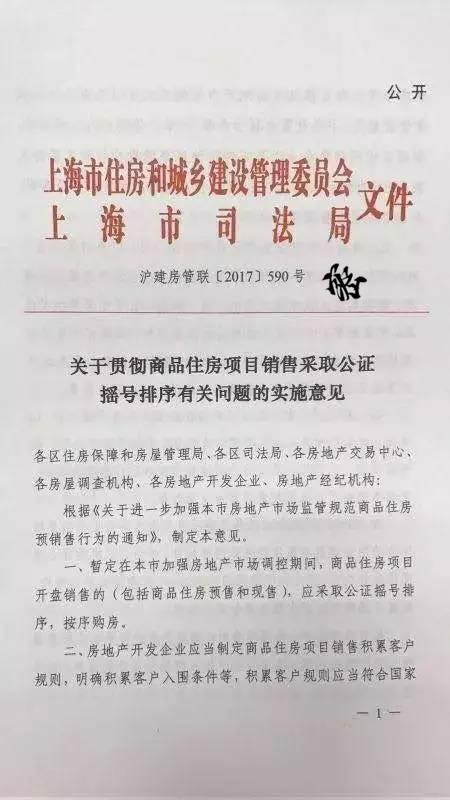 公开
上海市住房和城乡建设管理委员会
上海市司法局
文件
沪建房管联〔2017〕590号
关于贯彻商品住房项目销售采取公证
摇号排序有关问题的实施意见
各区住房保障和房屋管理局、各区司法局、各房地产交易中心、
各房屋调查机构、各房地产开发企业、房地产经纪机构:
根据《关于进一步加强本市房地产市场监管规范商品住房
预销售行为的通知》,制定本意见。
一、暂定在本市加强房地产市场调控期间,商品住房项目
开盘销售的(包括商品住房预售和现售),应采取公证摇号排
序,按序购房。
二、房地产开发企业应当制定商品住房项目销售积累客户
规则,明确积累客户入围条件等,积累客户规则应当符合国家
— 1 —